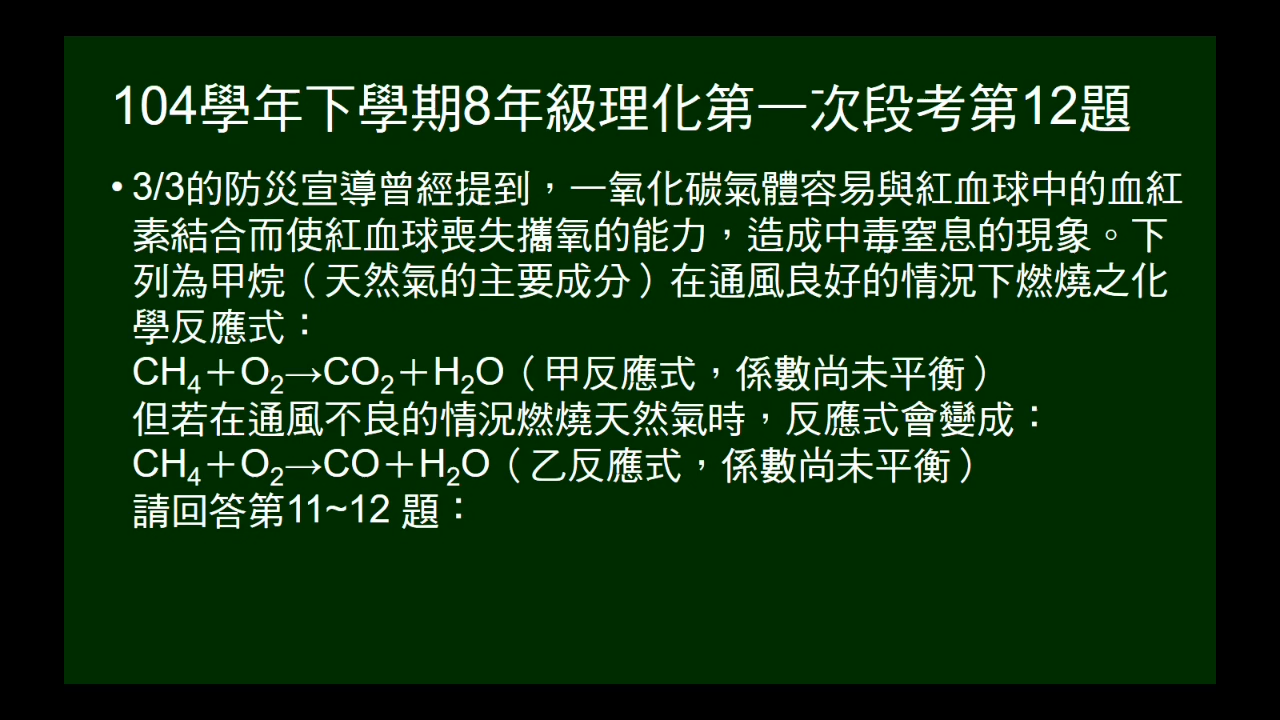 104學年下學期8年級理化第一次段考第12題
• 3/3的防災宣導曾經提到，一氧化碳氣體容易與紅血球中的血紅
素結合而使紅血球喪失攜氧的能力，造成中毒窒息的現象。下
列為甲烷（天然氣的主要成分）在通風良好的情況下燃燒之化
學反應式：
CH₄＋O₂→CO₂＋H₂O（甲反應式，係數尚未平衡）
但若在通風不良的情況燃燒天然氣時，反應式會變成：
CH₄＋O₂→CO＋H₂O（乙反應式，係數尚未平衡）
請回答第11~12 題：